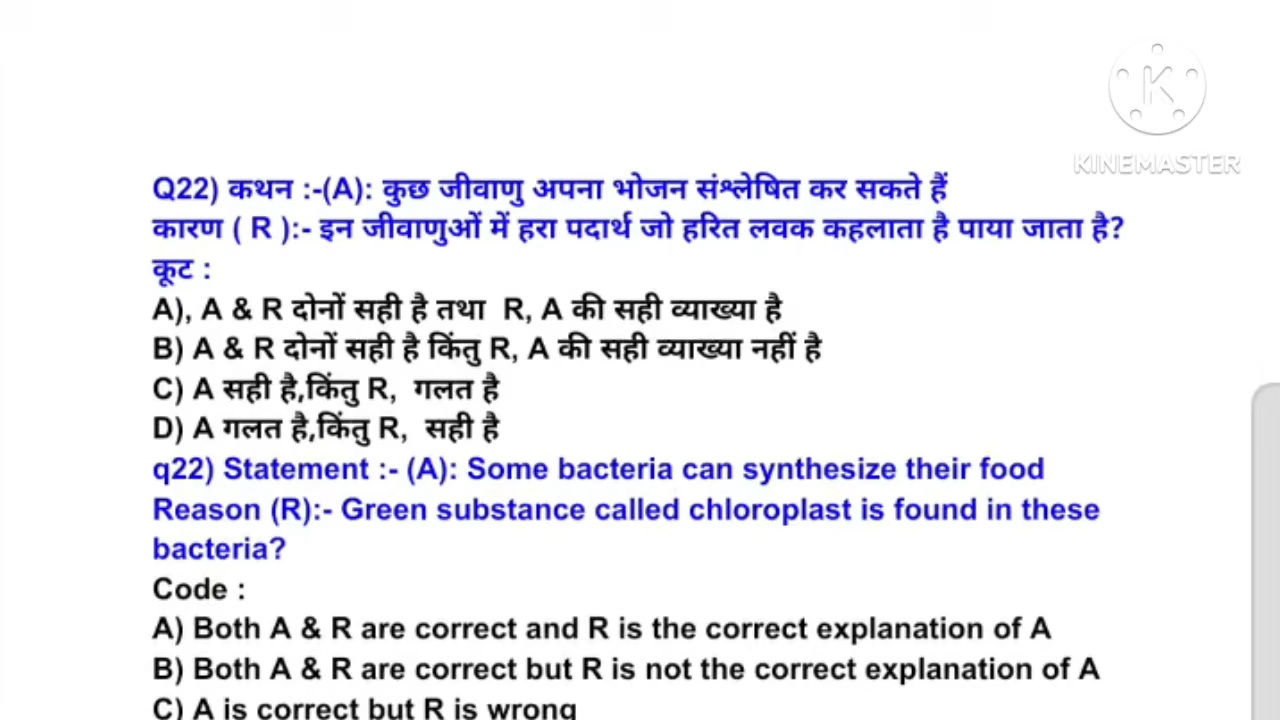 K
KINEMASTER
Q22) कथन :-(A): कुछ जीवाणु अपना भोजन संश्लेषित कर सकते हैं
कारण ( R ):- इन जीवाणुओं में हरा पदार्थ जो हरित लवक कहलाता है पाया जाता है?
कूट :
A), A & R दोनों सही है तथा R, A की सही व्याख्या है
B) A & R दोनों सही है किंतु R, A की सही व्याख्या नहीं है
C) A सही है,किंतु R, गलत है
D) A गलत है,किंतु R, सही है
q22) Statement :- (A): Some bacteria can synthesize their food
Reason (R):- Green substance called chloroplast is found in these
bacteria?
Code :
A) Both A & R are correct and R is the correct explanation of A
B) Both A & R are correct but R is not the correct explanation of A
C) A is correct but R is wrong